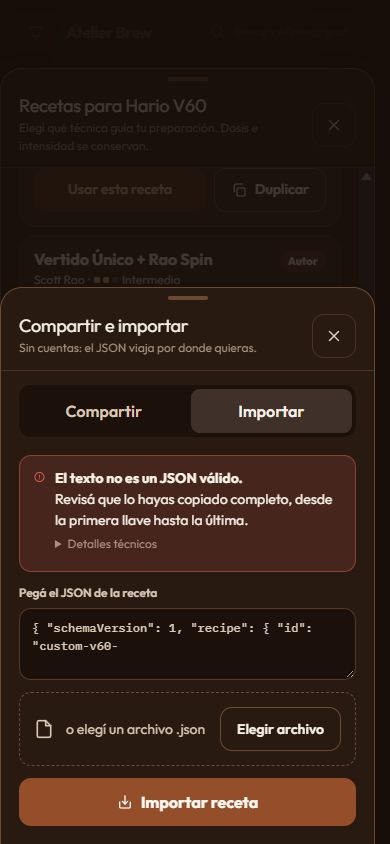 Atelier Brew
Recetas para Hario V60
Elegí qué técnica guía tu preparación. Dosis e
intensidad se conservan.
Usar esta receta
Duplicar
Vertido Único + Rao Spin
Autor
Scott Rao · Intermedia
Compartir e importar
Sin cuentas: el JSON viaja por donde quieras.
Compartir
Importar
El texto no es un JSON válido.
Revisá que lo hayas copiado completo, desde
la primera llave hasta la última.
▶ Detalles técnicos
Pegá el JSON de la receta
{ "schemaVersion": 1, "recipe": { "id":
"custom-v60-
o elegí un archivo .json
Elegir archivo
Importar receta